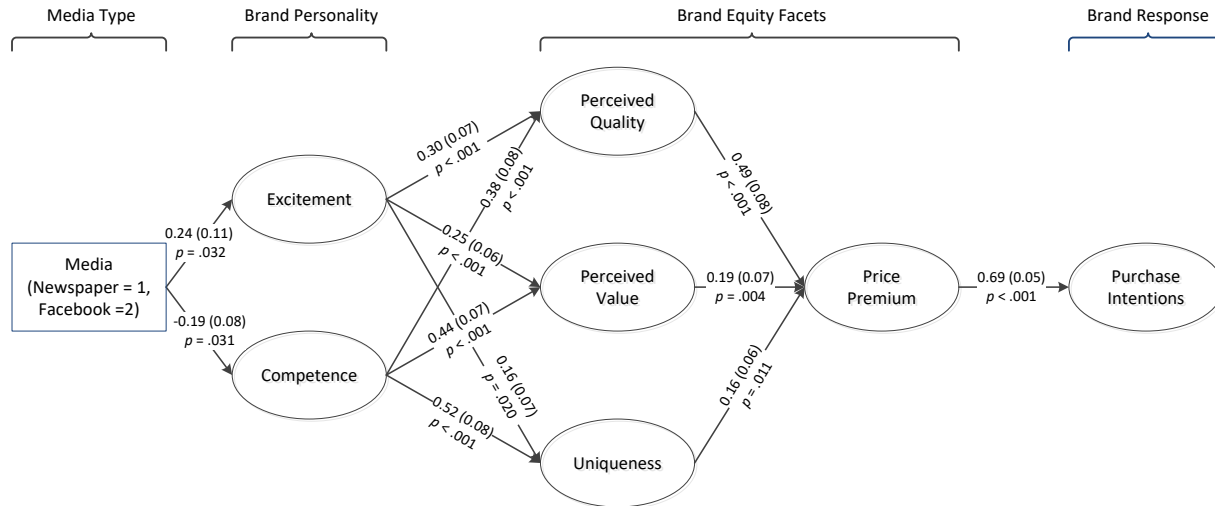 Media Type
Brand Personality
Brand Equity Facets
Brand Response
Perceived
Quality
0.30 (0.07)
p < .001
0.38 (0.08)
p < .001
0.49 (0.08)
p < .001
Excitement
0.24 (0.11)
p = .032
0.25 (0.06)
p < .001
Media
(Newspaper = 1,
Facebook =2)
Perceived
Value
0.19 (0.07)
p = .004
Price
Premium
0.69 (0.05)
p < .001
Purchase
Intentions
-0.19 (0.08)
p = .031
0.44 (0.07)
p < .001
Competence
0.16 (0.07)
p = .020
0.16 (0.06)
p = .011
0.52 (0.08)
p < .001
Uniqueness